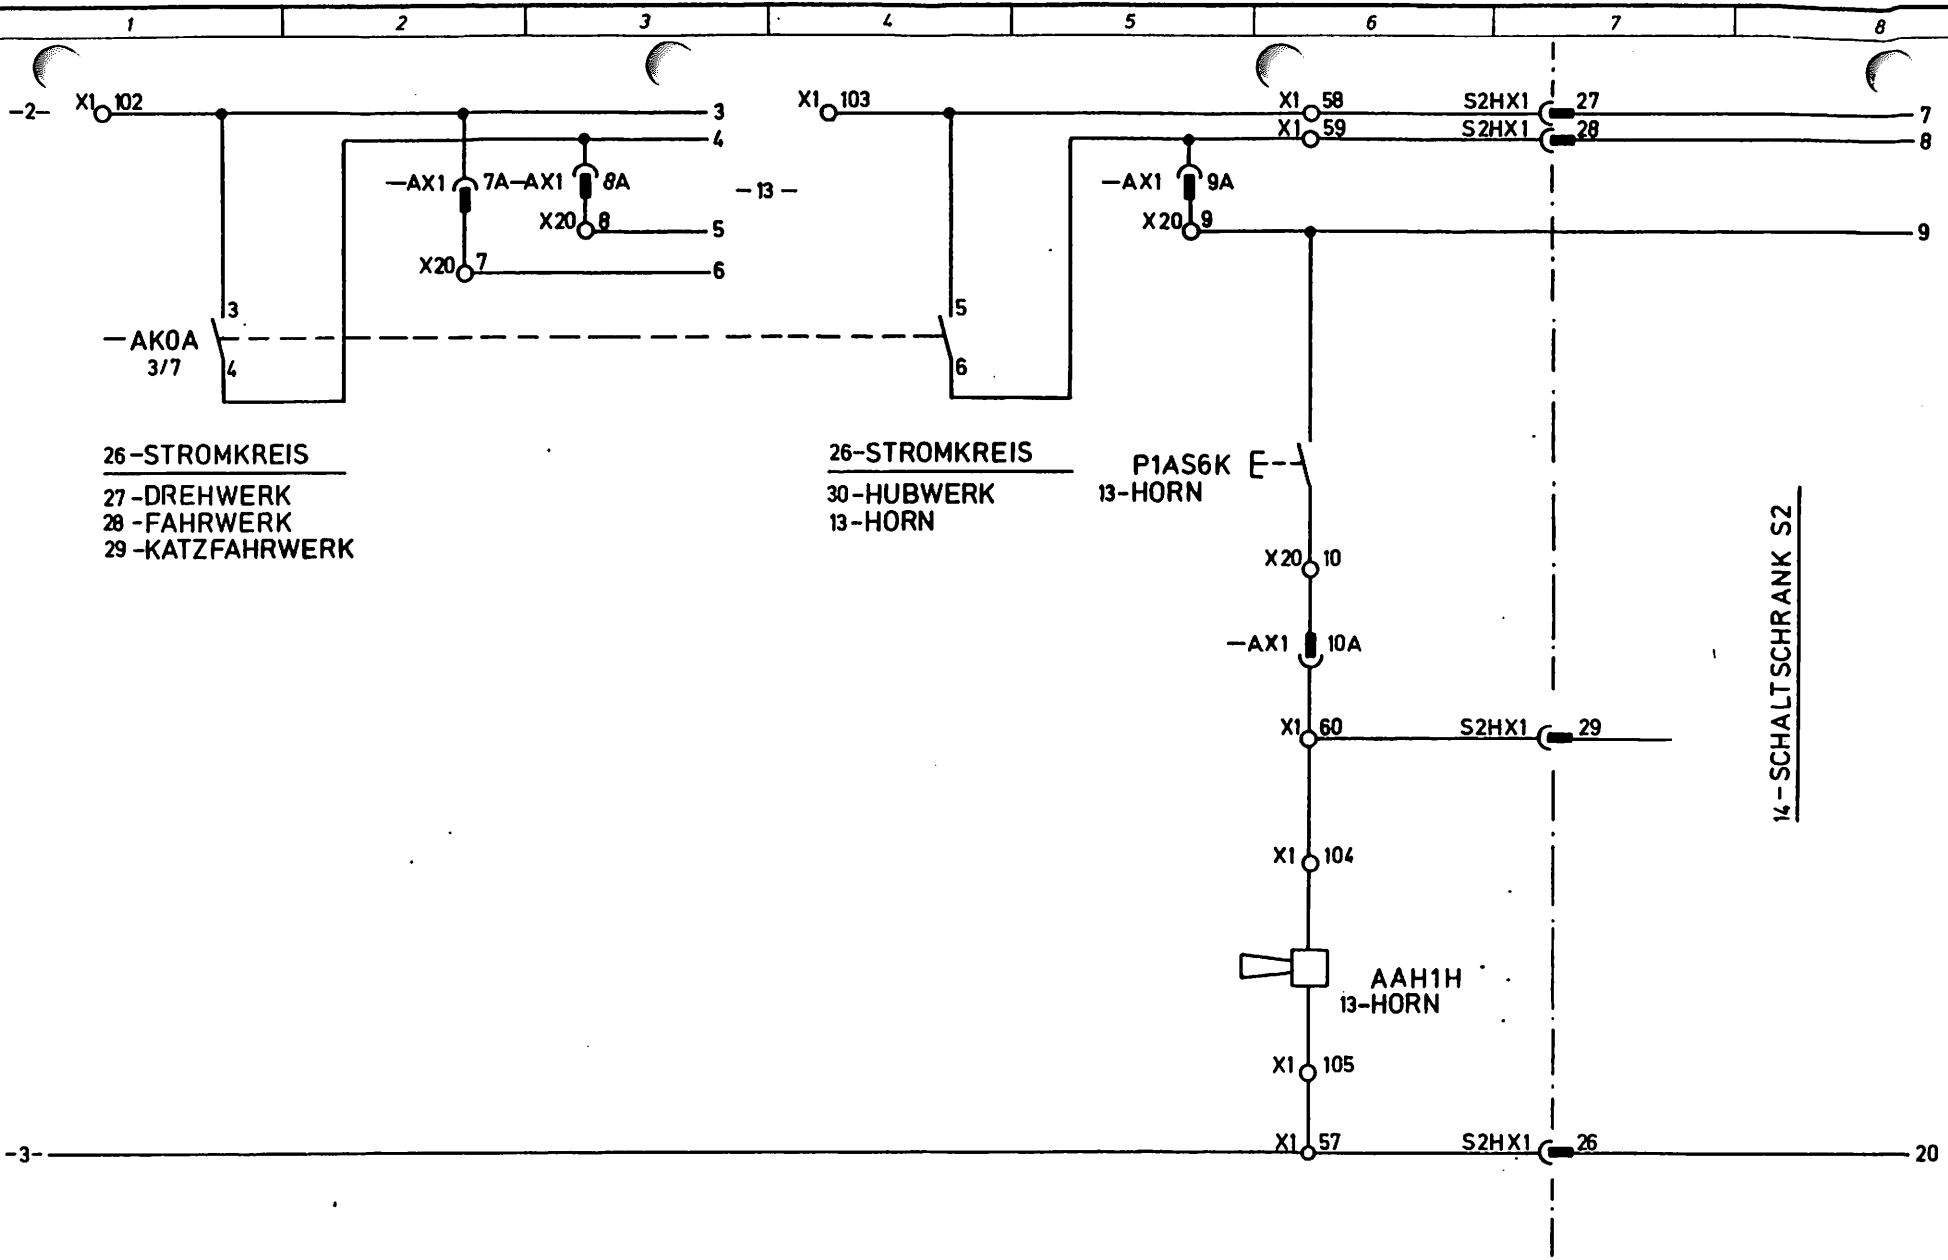 1 2 3 4 5 6 7 8
-2- X1 102 3 X1 103 X1 58 S2HX1 27 7
4 X1 59 S2HX1 28 8
-AX1 7A -AX1 8A -13- -AX1 9A
X20 8 5 X20 9 9
X20 7 6
3 5
-AK0A
3/7 4 6
26-STROMKREIS
27-DREHWERK
28-FAHRWERK
29-KATZFAHRWERK
26-STROMKREIS
30-HUBWERK
13-HORN
P1AS6K E
13-HORN
X20 10
-AX1 10A
X1 60 S2HX1 29
14-SCHALTSCHRANK S2
X1 104
AAH1H
13-HORN
X1 105
X1 57 S2HX1 26
-3- 20